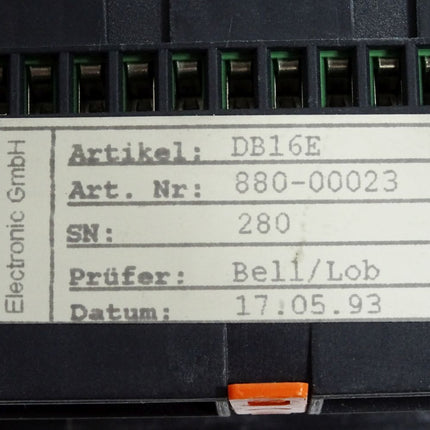 Electronic GmbH
Artikel: DB16E
Art. Nr: 880-00023
SN: 280
Prüfer: Bell/Lob
Datum: 17.05.93